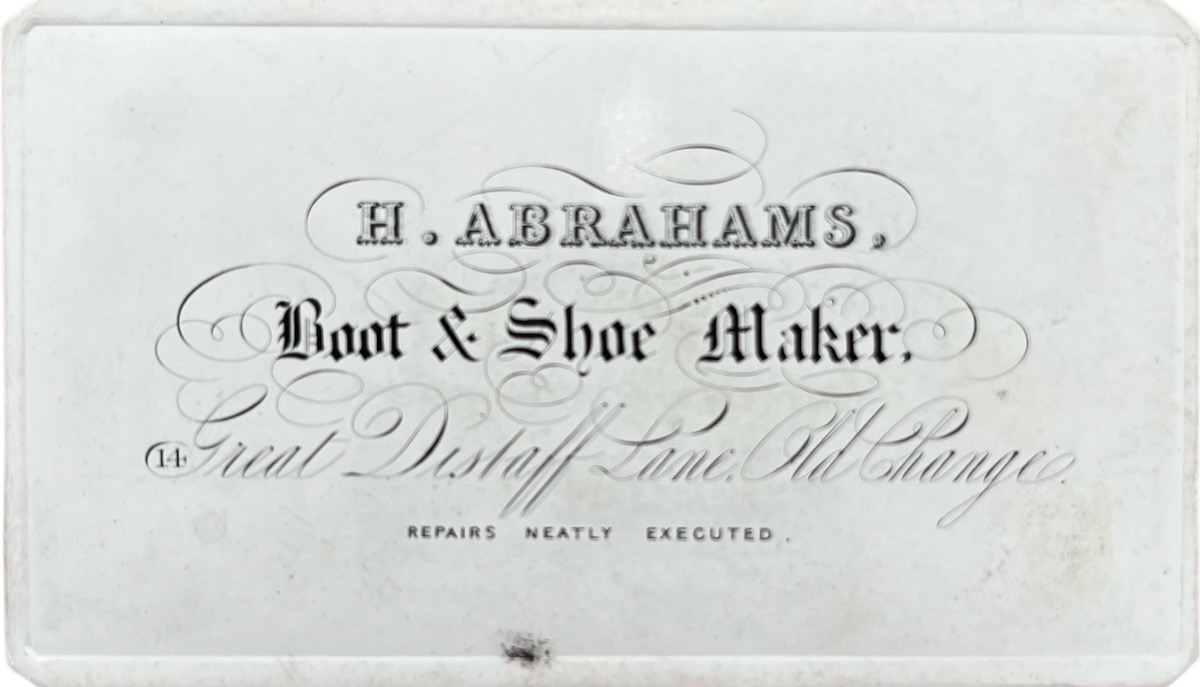 H. ABRAHAMS,
Boot & Shoe Maker,
14 Great Distaff Lane, Old Change.
REPAIRS NEATLY EXECUTED.